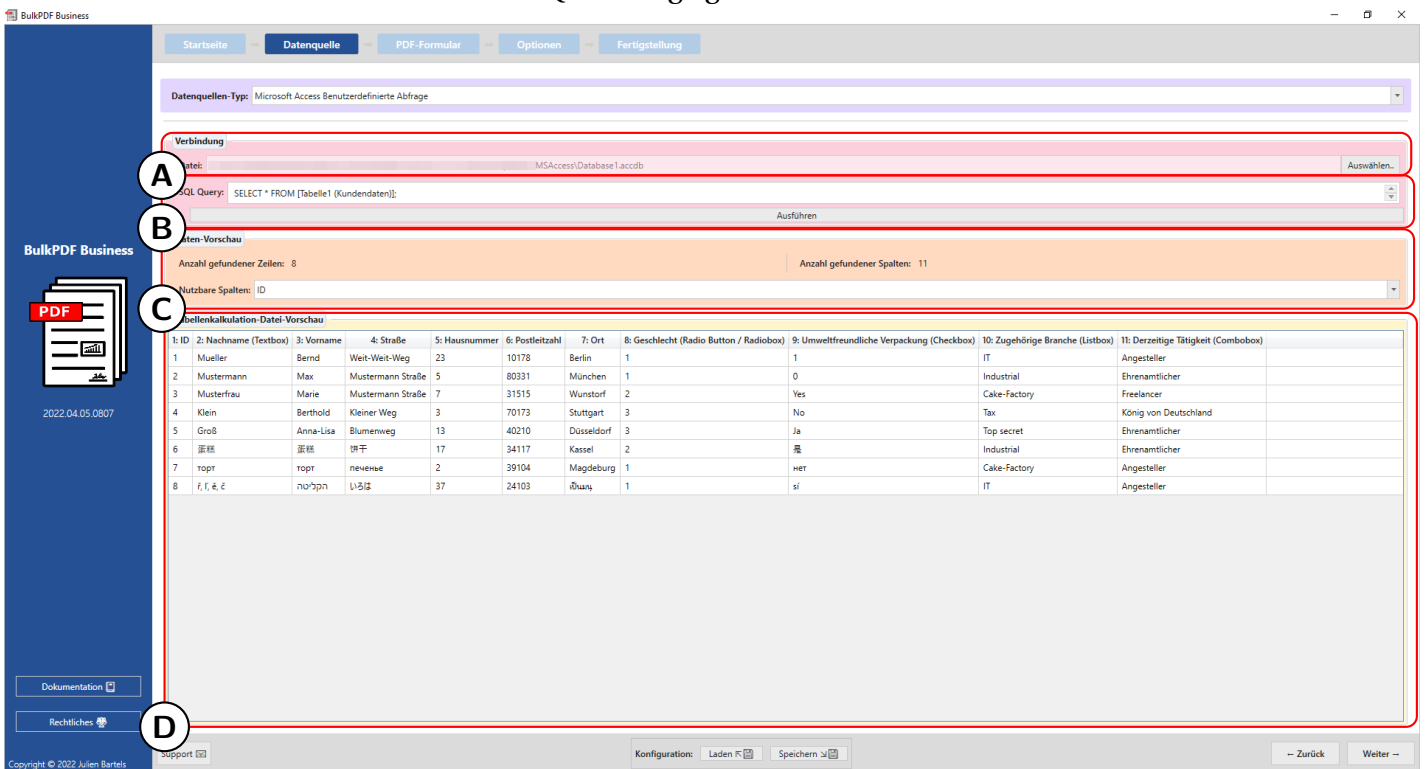 BulkPDF Business
Startseite Datenquelle PDF-Formular Optionen Fertigstellung
Datenquellen-Typ: Microsoft Access Benutzerdefinierte Abfrage
Verbindung
atei: MSAccess\Database1.accdb Auswählen..
A
SQL Query: SELECT * FROM [Tabelle1 (Kundendaten)];
Ausführen
B
aten-Vorschau
BulkPDF Business
Anzahl gefundener Zeilen: 8 Anzahl gefundener Spalten: 11
Nutzbare Spalten: ID
C
PDF
bellenkalkulation-Datei-Vorschau
1: ID 2: Nachname (Textbox) 3: Vorname 4: Straße 5: Hausnummer 6: Postleitzahl 7: Ort 8: Geschlecht (Radio Button / Radiobox) 9: Umweltfreundliche Verpackung (Checkbox) 10: Zugehörige Branche (Listbox) 11: Derzeitige Tätigkeit (Combobox)
1 Mueller Bernd Weit-Weit-Weg 23 10178 Berlin 1 1 IT Angesteller
2 Mustermann Max Mustermann Straße 5 80331 München 1 0 Industrial Ehrenamtlicher
3 Musterfrau Marie Mustermann Straße 7 31515 Wunstorf 2 Yes Cake-Factory Freelancer
4 Klein Berthold Kleiner Weg 3 70173 Stuttgart 3 No Tax König von Deutschland
5 Groß Anna-Lisa Blumenweg 13 40210 Düsseldorf 3 Ja Top secret Ehrenamtlicher
6 蛋糕 蛋糕 饼干 17 34117 Kassel 2 是 Industrial Ehrenamtlicher
7 торт торт печенье 2 39104 Magdeburg 1 нет Cake-Factory Angesteller
8 ř, ľ, ě, č הקליטה いろは 37 24103 1 sí IT Angesteller
2022.04.05.0807
Dokumentation
Rechtliches
D
Support Konfiguration: Laden Speichern ← Zurück Weiter →
Copyright © 2022 Julien Bartels